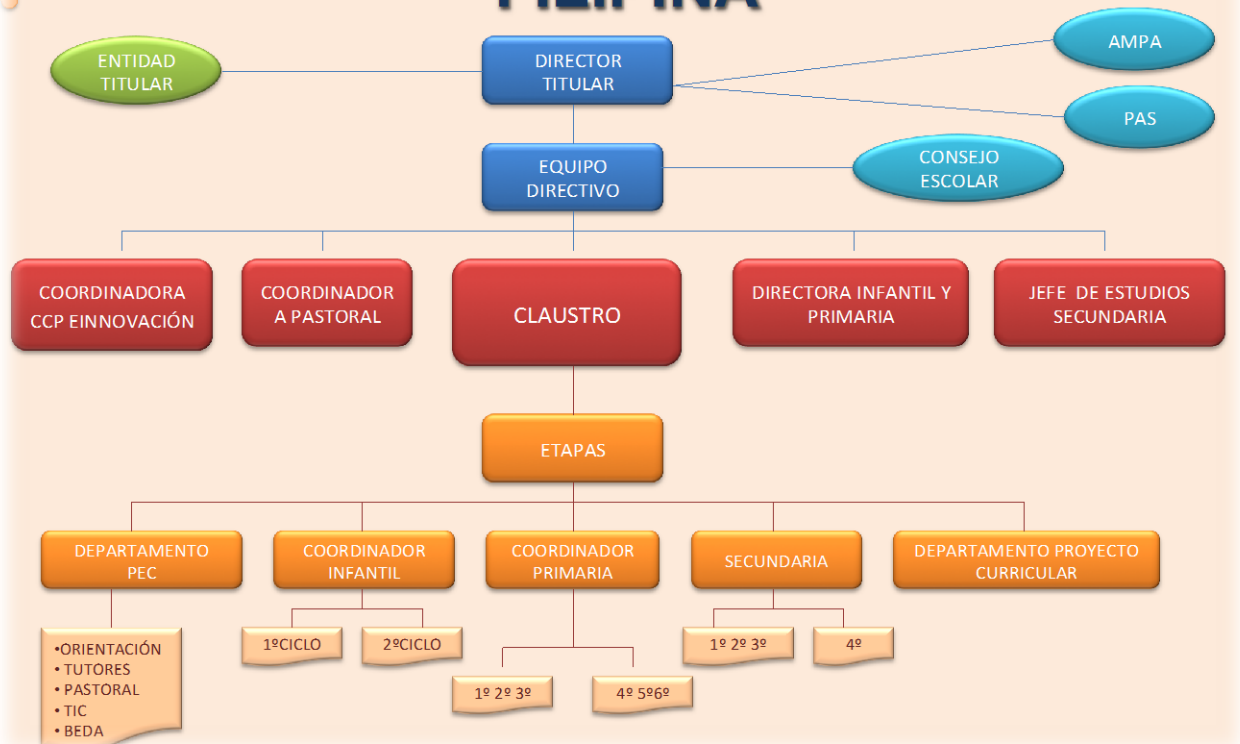 ENTIDAD
TITULAR
DIRECTOR
TITULAR
AMPA
PAS
EQUIPO
DIRECTIVO
CONSEJO
ESCOLAR
COORDINADORA
CCP EINNOVACIÓN
COORDINADOR
A PASTORAL
CLAUSTRO
DIRECTORA INFANTIL Y
PRIMARIA
JEFE DE ESTUDIOS
SECUNDARIA
ETAPAS
DEPARTAMENTO
PEC
COORDINADOR
INFANTIL
COORDINADOR
PRIMARIA
SECUNDARIA
DEPARTAMENTO PROYECTO
CURRICULAR
•ORIENTACIÓN
• TUTORES
• PASTORAL
• TIC
• BEDA
1ºCICLO
2ºCICLO
1º 2º 3º
4º 5º6º
1º 2º 3º
4º